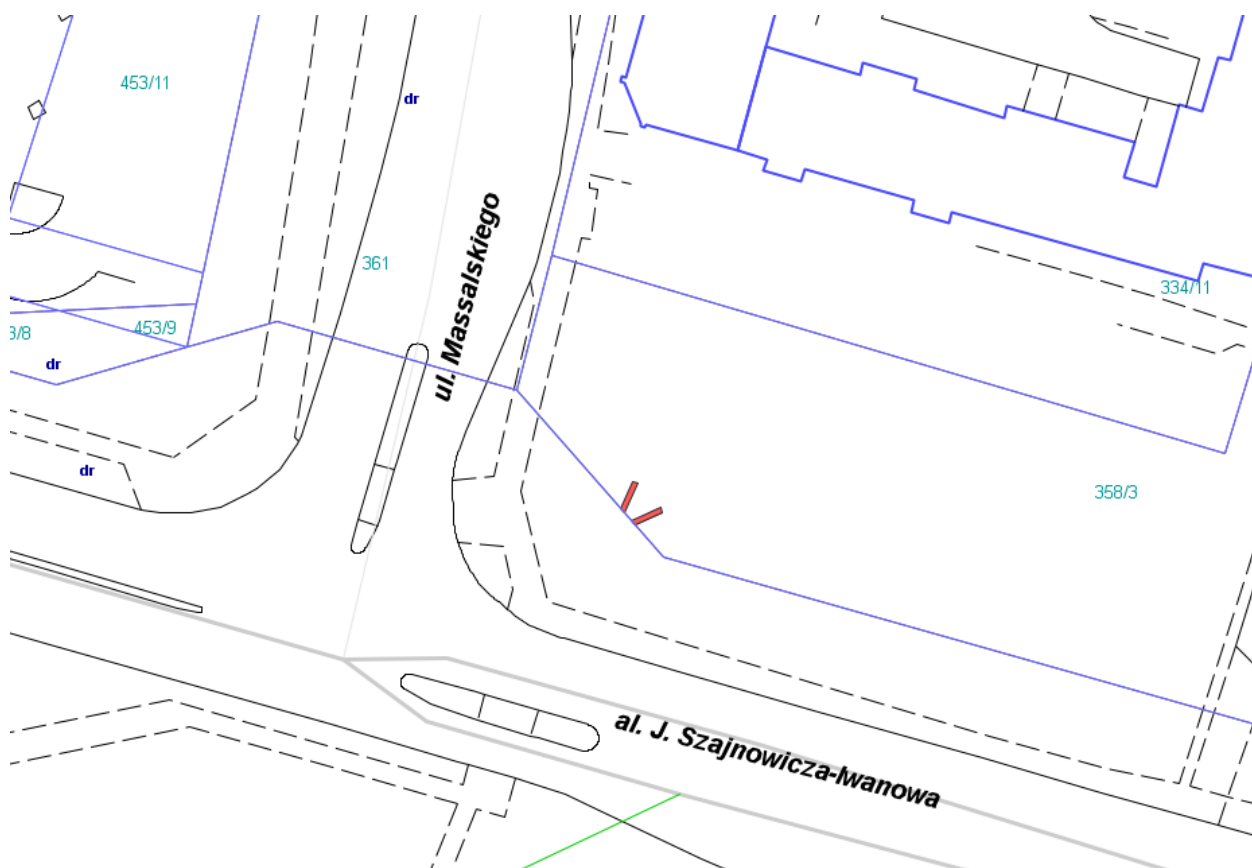 453/11
dr
ul. Massalskiego
361
334/11
453/9
3/8
dr
dr
358/3
al. J. Szajnowicza-Iwanowa